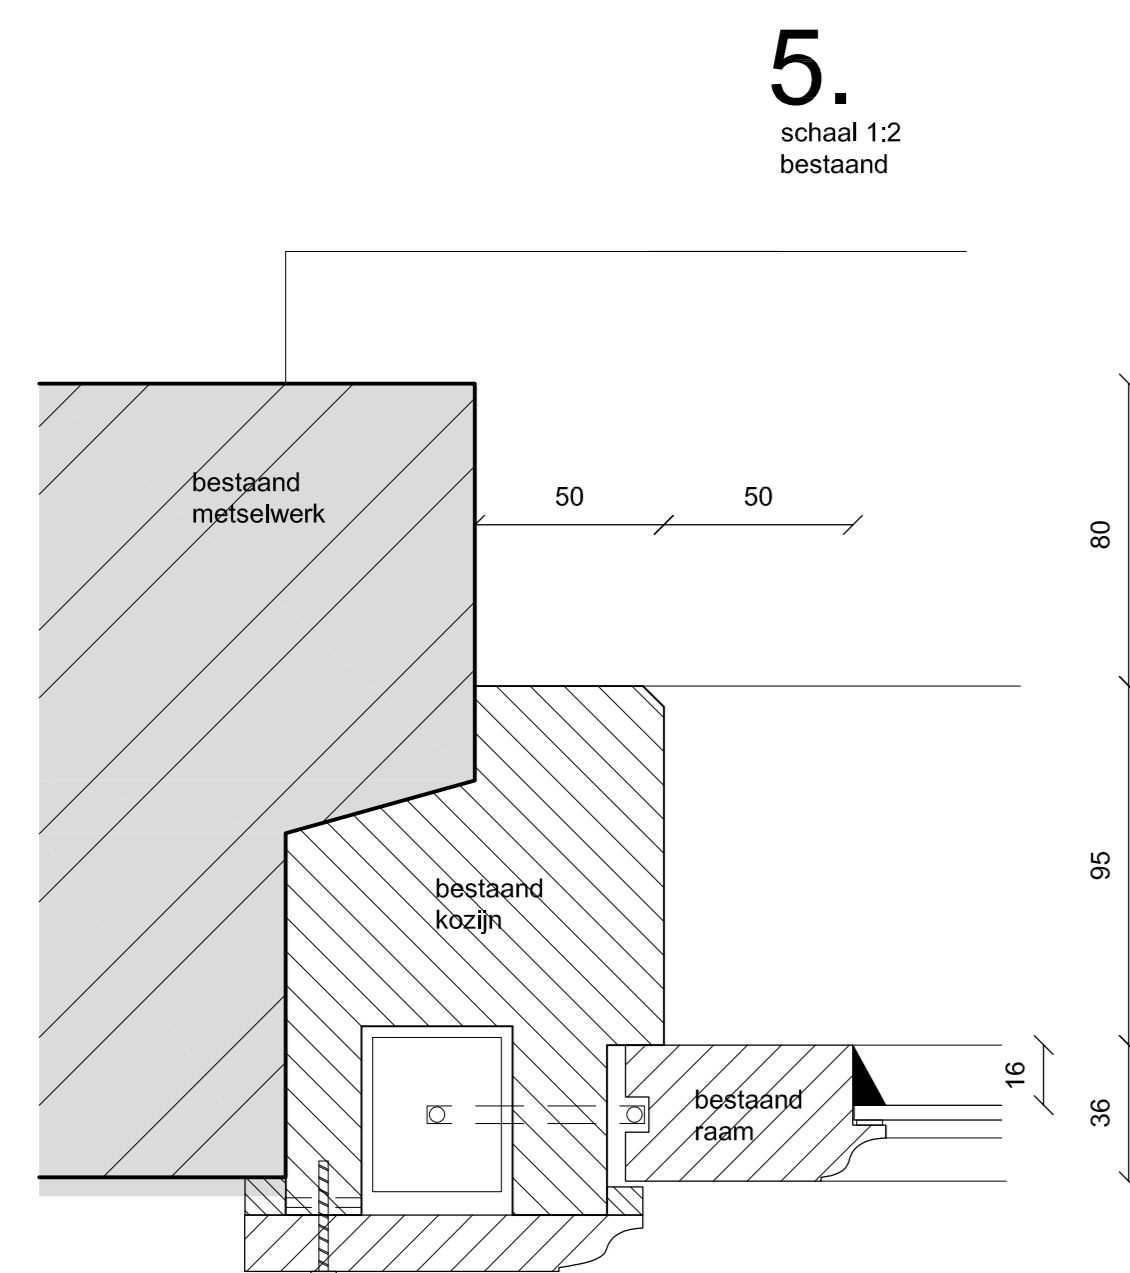 5.
schaal 1:2
bestaand
bestaand
metselwerk
50
50
80
bestaand
kozijn
95
bestaand
raam
16
36